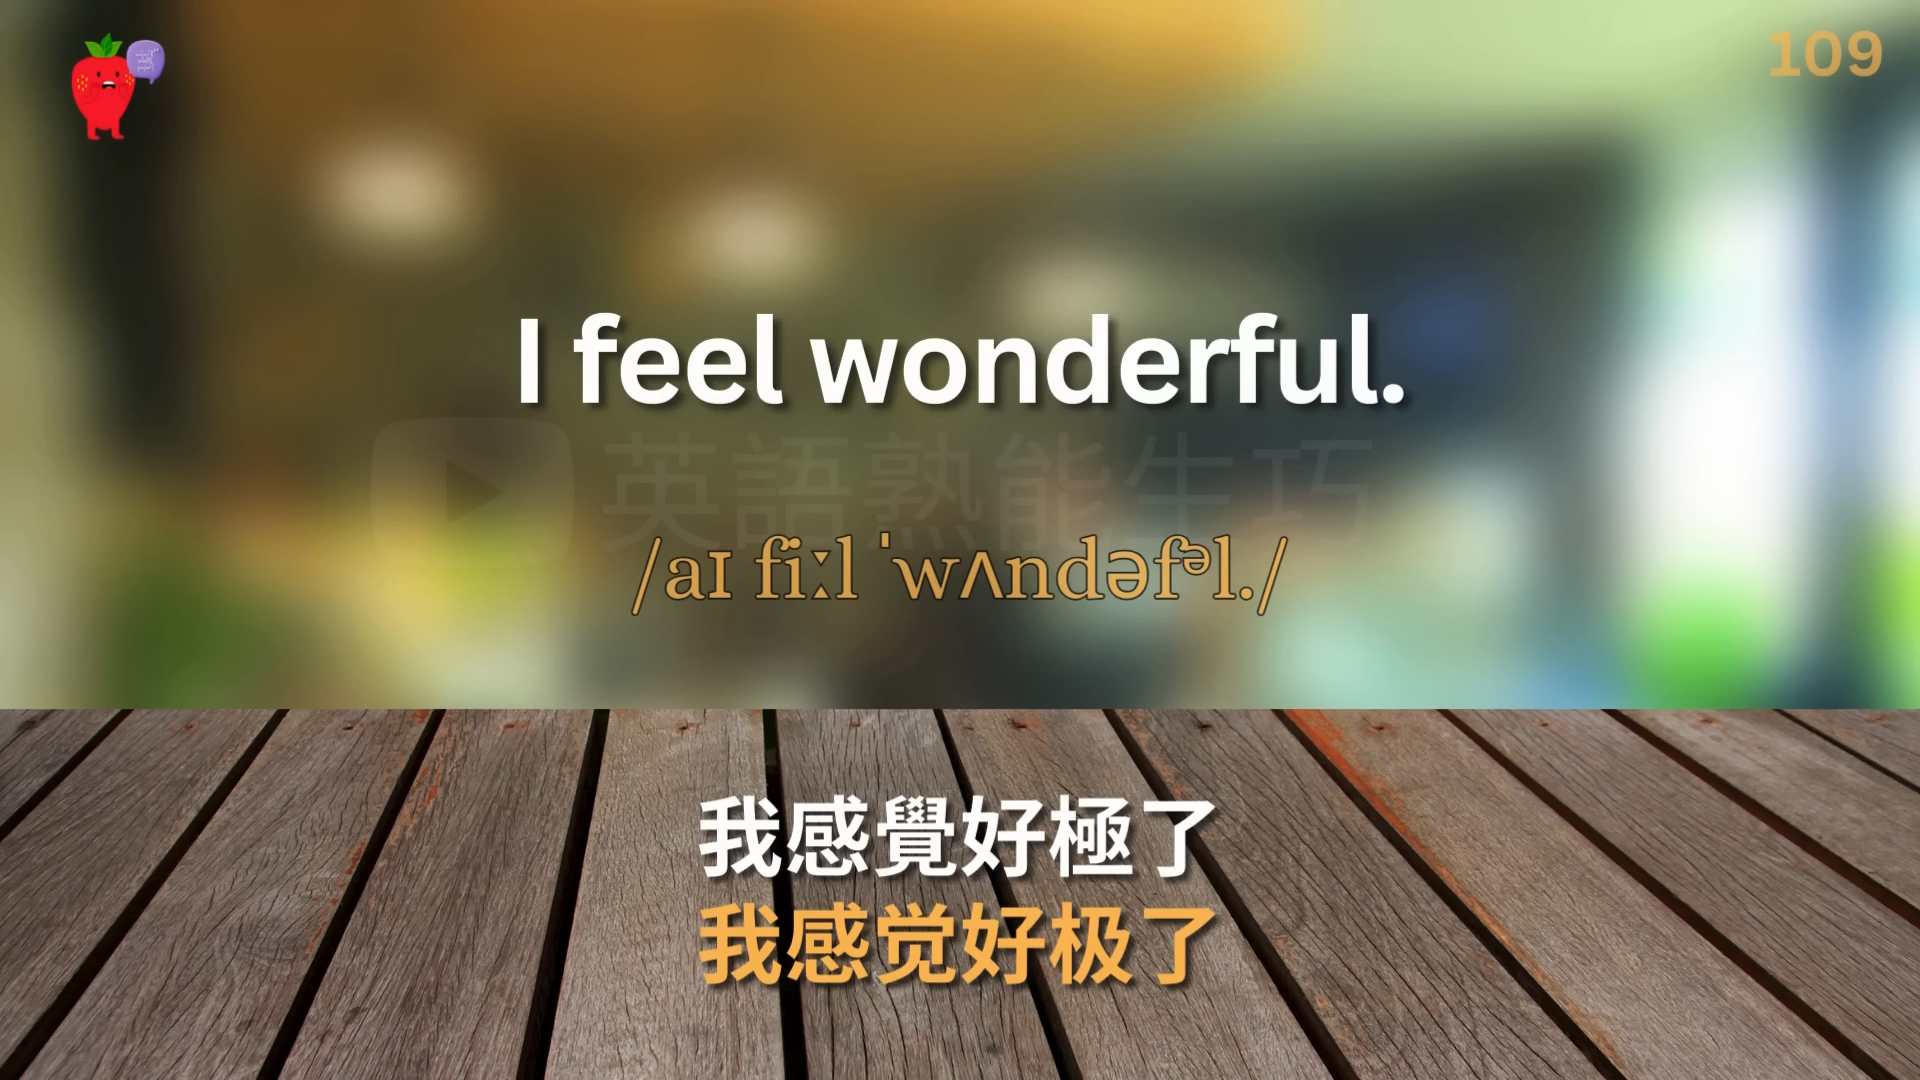 109
I feel wonderful.
英語熟能生巧
/aɪ fiːl ˈwʌndəfᵊl./
我感覺好極了
我感觉好极了